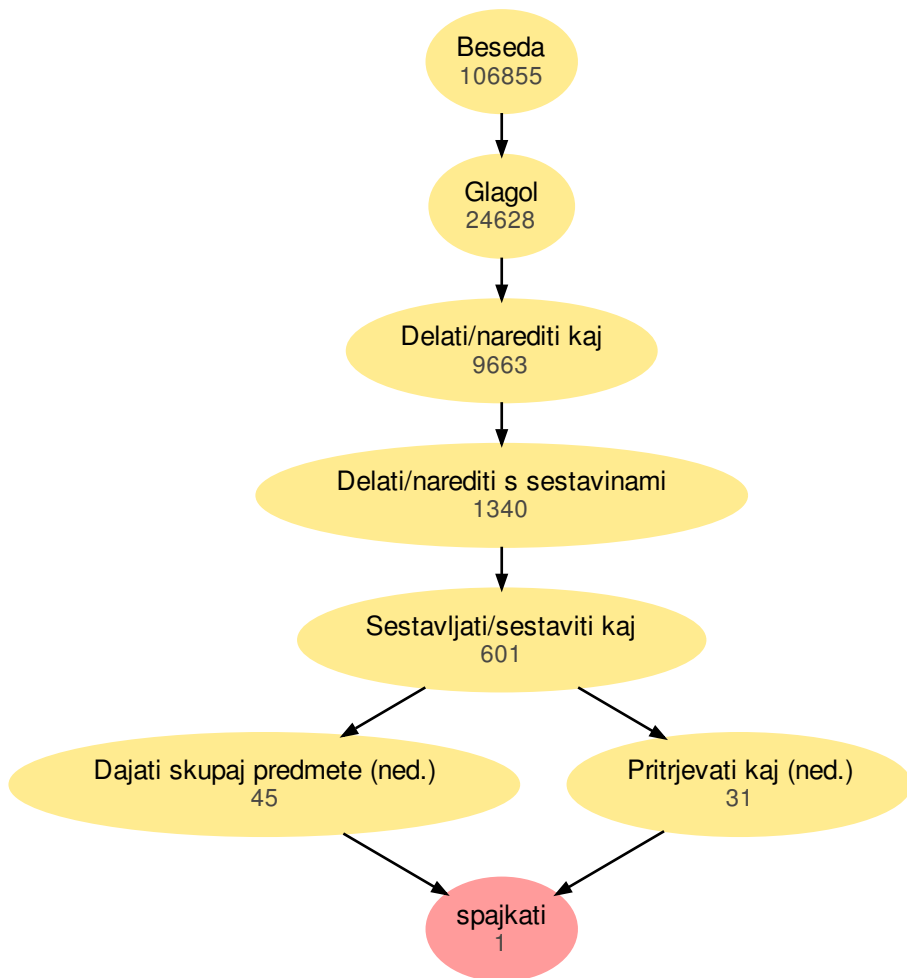 Beseda
106855
Glagol
24628
Delati/narediti kaj
9663
Delati/narediti s sestavinami
1340
Sestavljati/sestaviti kaj
601
Dajati skupaj predmete (ned.)
45
Pritrjevati kaj (ned.)
31
spajkati
1